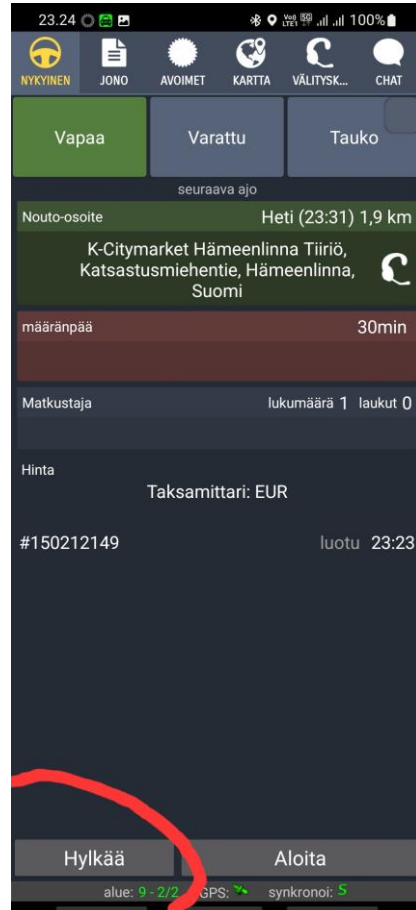 23.24 100%
NYKYINEN JONO AVOIMET KARTTA VÄLITYSK... CHAT
Vapaa Varattu Tauko
seuraava ajo
Nouto-osoite Heti (23:31) 1,9 km
K-Citymarket Hämeenlinna Tiiriö,
Katsastusmiehentie, Hämeenlinna,
Suomi
määränpää 30min
Matkustaja lukumäärä 1 laukut 0
Hinta
Taksamittari: EUR
#150212149 luotu 23:23
Hylkää Aloita
alue: 9 - 2/2 GPS: synkronoi: S